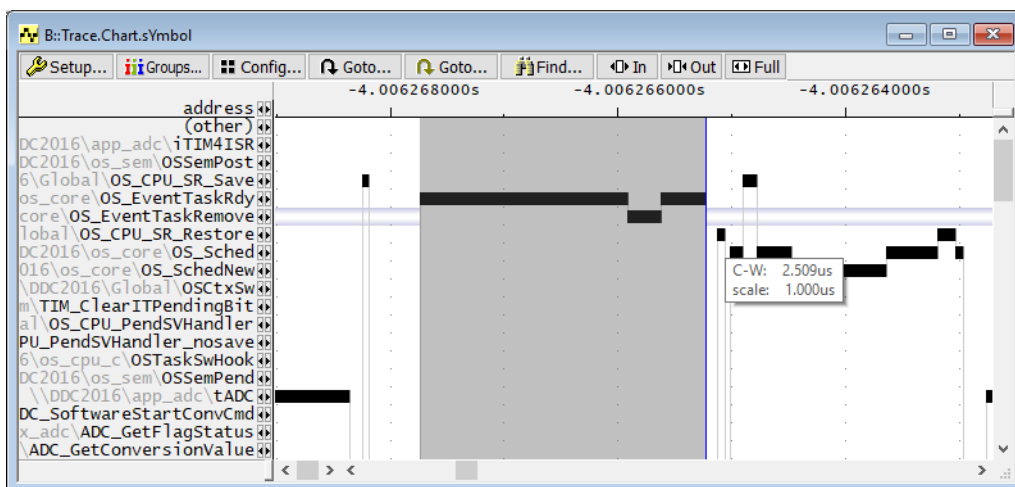 B::Trace.Chart.sYmbol
Setup... Groups... Config... Goto... Goto... Find... In Out Full
-4.006268000s -4.006266000s -4.006264000s
address
(other)
DC2016\app_adc\iTIM4ISR
DC2016\os_sem\OSSemPost
6\Global\OS_CPU_SR_Save
os_core\OS_EventTaskRdy
core\OS_EventTaskRemove
lobal\OS_CPU_SR_Restore
DC2016\os_core\OS_Sched
016\os_core\OS_SchedNew
\DDC2016\Global\OSCtxSw
m\TIM_ClearITPendingBit
al\OS_CPU_PendSVHandler
PU_PendSVHandler_nosave
6\os_cpu_c\OSTaskSwHook
DC2016\os_sem\OSSemPend
\\DDC2016\app_adc\tADC
DC_SoftwareStartConvCmd
x_adc\ADC_GetFlagStatus
\ADC_GetConversionValue
C-W: 2.509us
scale: 1.000us